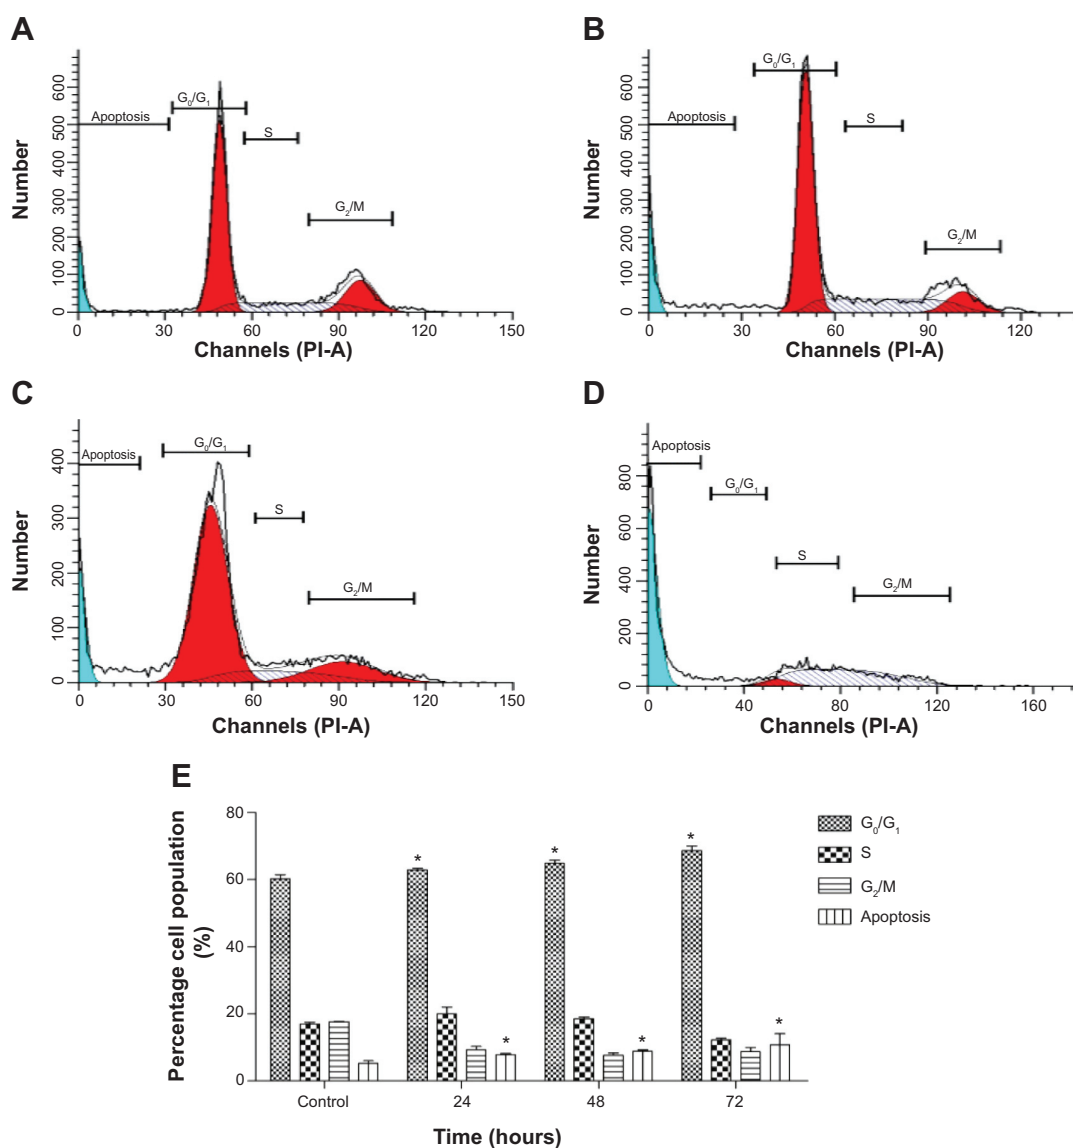 A
Number
600
500
400
300
200
100
0
Apoptosis
G₀/G₁
S
G₂/M
0 30 60 90 120 150
Channels (PI-A)
B
Number
600
500
400
300
200
100
0
Apoptosis
G₀/G₁
S
G₂/M
0 30 60 90 120
Channels (PI-A)
C
Number
400
300
200
100
0
Apoptosis
G₀/G₁
S
G₂/M
0 30 60 90 120 150
Channels (PI-A)
D
Number
800
600
400
200
0
Apoptosis
G₀/G₁
S
G₂/M
0 40 80 120 160
Channels (PI-A)
E
Percentage cell population
(%)
80
60
40
20
0
* * * * * *
Control 24 48 72
Time (hours)
G₀/G₁
S
G₂/M
Apoptosis